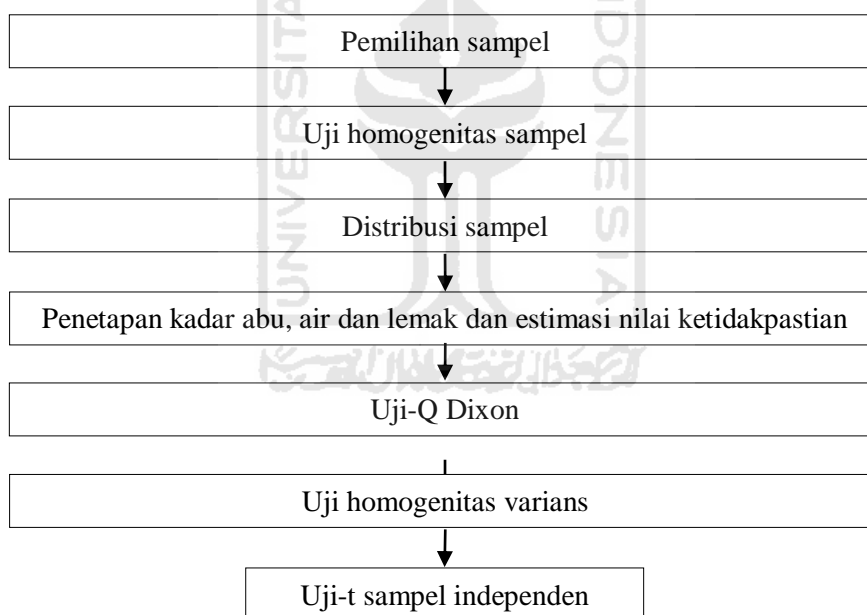 Pemilihan sampel
Uji homogenitas sampel
Distribusi sampel
Penetapan kadar abu, air dan lemak dan estimasi nilai ketidakpastian
Uji-Q Dixon
Uji homogenitas varians
Uji-t sampel independen